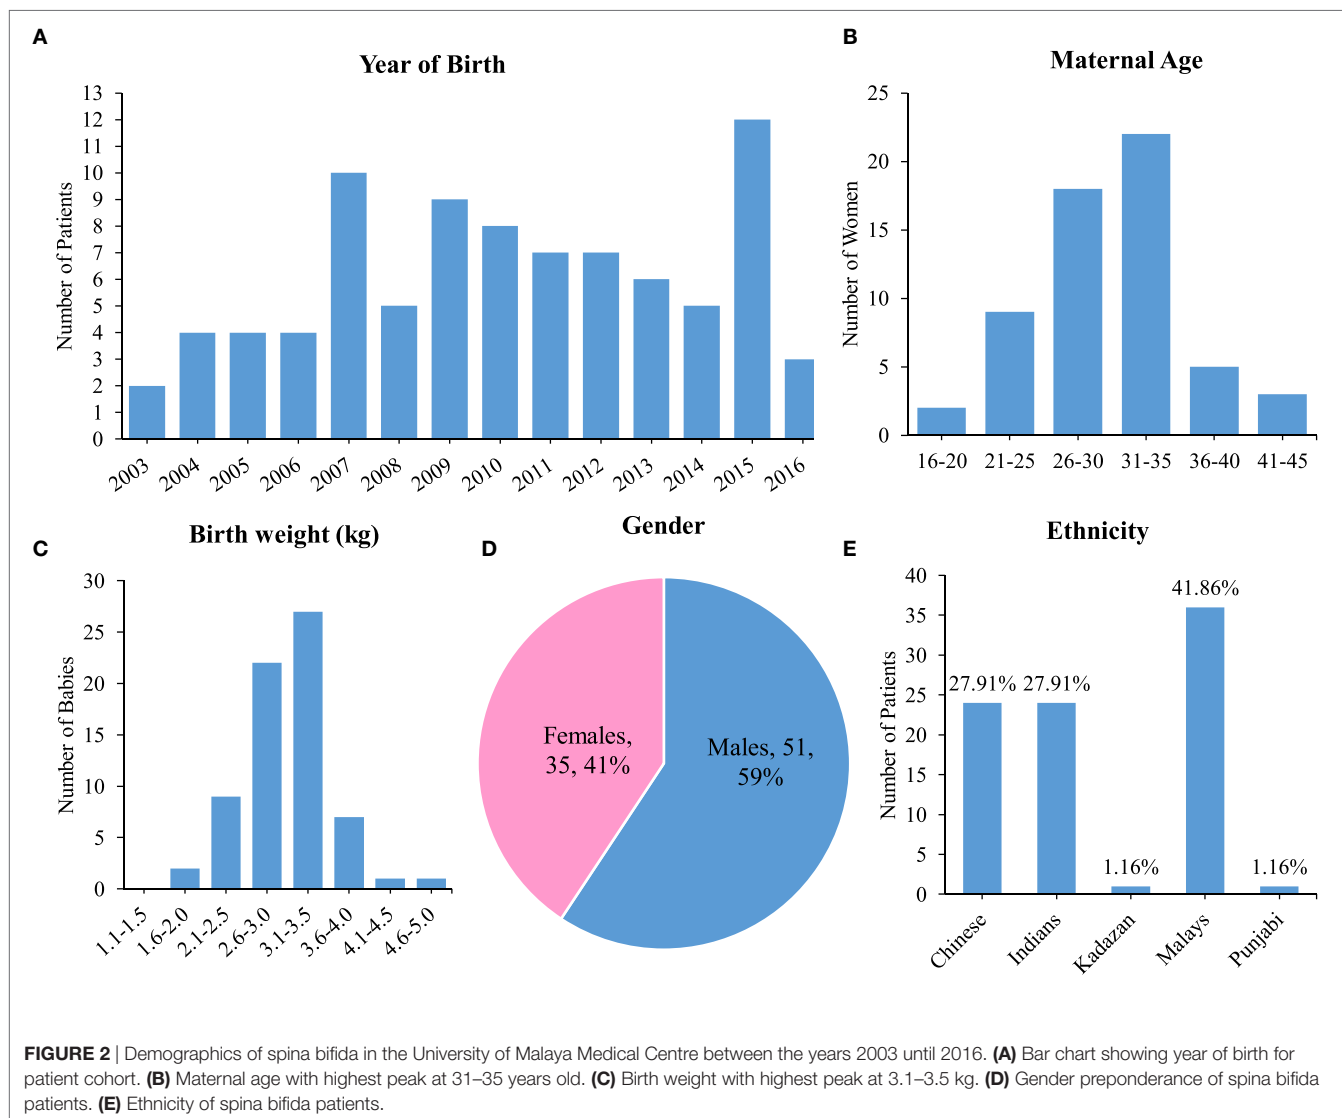 A
Year of Birth
Number of Patients
13
12
11
10
9
8
7
6
5
4
3
2
1
0
2003
2004
2005
2006
2007
2008
2009
2010
2011
2012
2013
2014
2015
2016
B
Maternal Age
Number of Women
25
20
15
10
5
0
16-20
21-25
26-30
31-35
36-40
41-45
C
Birth weight (kg)
Number of Babies
30
25
20
15
10
5
0
1.1-1.5
1.6-2.0
2.1-2.5
2.6-3.0
3.1-3.5
3.6-4.0
4.1-4.5
4.6-5.0
D
Gender
Females,
35, 41%
Males, 51,
59%
E
Ethnicity
Number of Patients
40
35
30
25
20
15
10
5
0
27.91%
27.91%
1.16%
41.86%
1.16%
Chinese
Indians
Kadazan
Malays
Punjabi
FIGURE 2 | Demographics of spina bifida in the University of Malaya Medical Centre between the years 2003 until 2016. (A) Bar chart showing year of birth for
patient cohort. (B) Maternal age with highest peak at 31–35 years old. (C) Birth weight with highest peak at 3.1–3.5 kg. (D) Gender preponderance of spina bifida
patients. (E) Ethnicity of spina bifida patients.